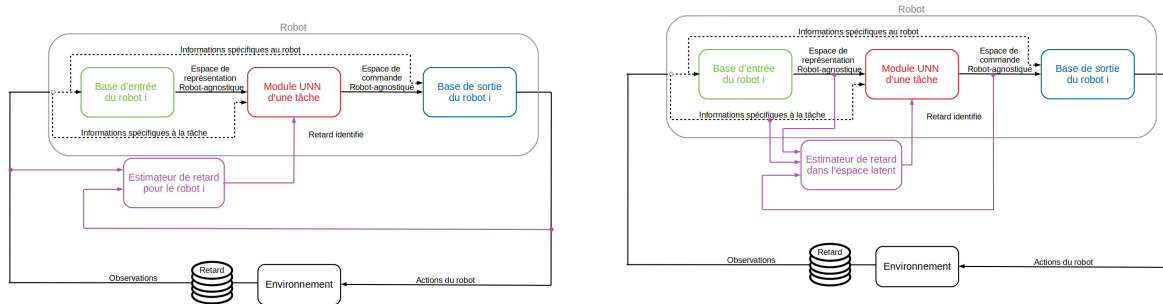 Robot
Informations spécifiques au robot
Base d'entrée
du robot i
Espace de
représentation
Robot-agnostique
Module UNN
d'une tâche
Espace de
commande
Robot-agnostique
Base de sortie
du robot i
Informations spécifiques à la tâche
Retard identifié
Estimateur de retard
pour le robot i
Observations
Retard
Environnement
Actions du robot
Robot
Informations spécifiques au robot
Base d'entrée
du robot i
Espace de
représentation
Robot-agnostique
Module UNN
d'une tâche
Espace de
commande
Robot-agnostique
Base de sortie
du robot i
Informations spécifiques à la tâche
Retard identifié
Estimateur de retard
dans l'espace latent
Observations
Retard
Environnement
Actions du robot